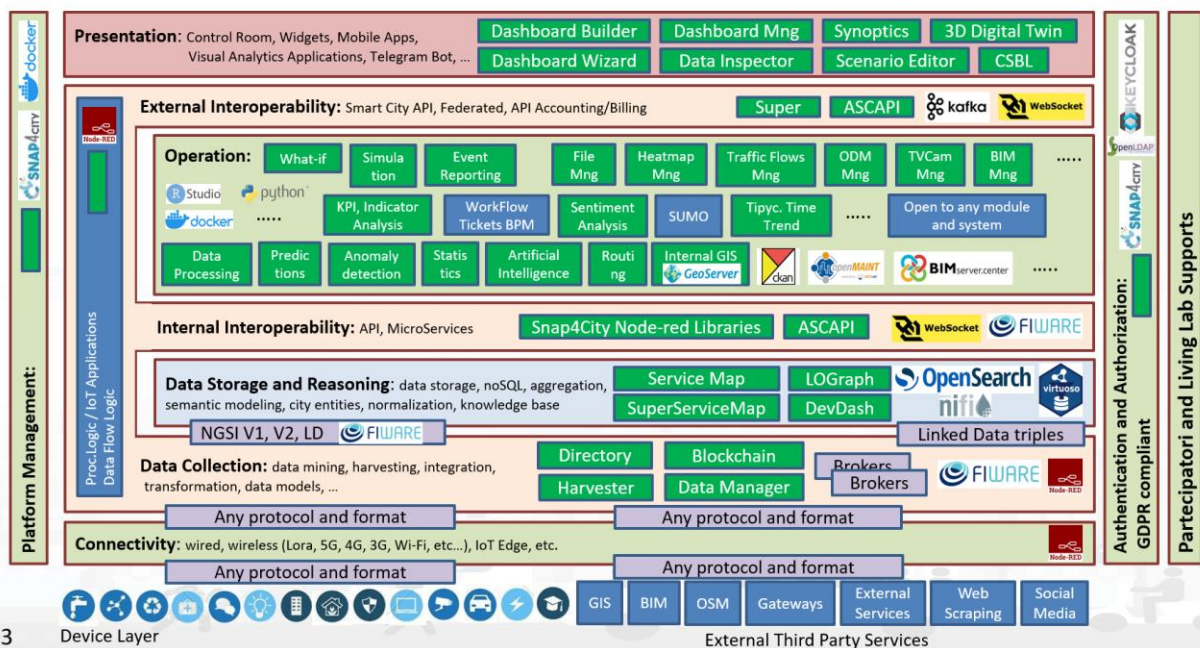 Platform Management:
SNAP4city
docker
Presentation: Control Room, Widgets, Mobile Apps,
Visual Analytics Applications, Telegram Bot, ...
Dashboard Builder
Dashboard Mng
Synoptics
3D Digital Twin
Dashboard Wizard
Data Inspector
Scenario Editor
CSBL
Node-RED
Proc.Logic / IoT Applications
Data Flow Logic
External Interoperability: Smart City API, Federated, API Accounting/Billing
Super
ASCAPI
kafka
WebSocket
Operation:
What-if
Simula
tion
Event
Reporting
File
Mng
Heatmap
Mng
Traffic Flows
Mng
ODM
Mng
TVCam
Mng
BIM
Mng
.....
R Studio
python
docker
.....
KPI, Indicator
Analysis
WorkFlow
Tickets BPM
Sentiment
Analysis
SUMO
Tipyc. Time
Trend
.....
Open to any module
and system
Data
Processing
Predic
tions
Anomaly
detection
Statis
tics
Artificial
Intelligence
Routi
ng
Internal GIS
GeoServer
ckan
openMAINT
BIMserver.center
.....
Internal Interoperability: API, MicroServices
Snap4City Node-red Libraries
ASCAPI
WebSocket
FIWARE
Data Storage and Reasoning: data storage, noSQL, aggregation,
semantic modeling, city entities, normalization, knowledge base
Service Map
LOGraph
OpenSearch
SuperServiceMap
DevDash
nifi
virtuoso
NGSI V1, V2, LD
FIWARE
Linked Data triples
Data Collection: data mining, harvesting, integration,
transformation, data models, ...
Directory
Blockchain
Brokers
Harvester
Data Manager
Brokers
FIWARE
Node-RED
Any protocol and format
Any protocol and format
Connectivity: wired, wireless (Lora, 5G, 4G, 3G, Wi-Fi, etc...), IoT Edge, etc.
Node-RED
Any protocol and format
Any protocol and format
GIS
BIM
OSM
Gateways
External
Services
Web
Scraping
Social
Media
3
Device Layer
External Third Party Services
Authentication and Authorization:
GDPR compliant
SNAP4city
OpenLDAP
KEYCLOAK
Partecipatori and Living Lab Supports